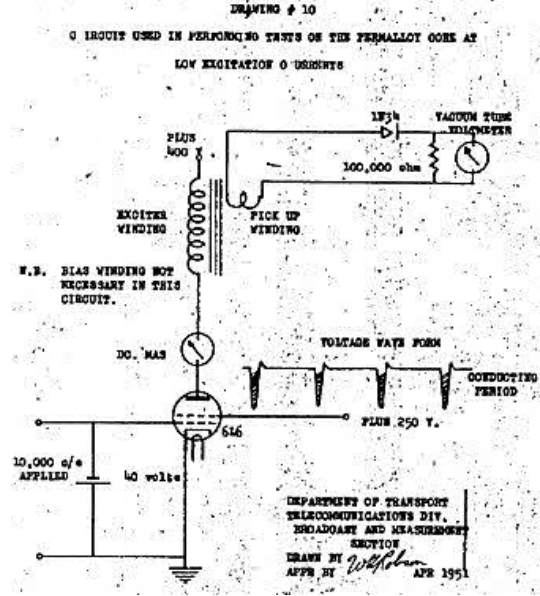 DRAWING # 10
C IRCUIT USED IN PERFORMING TESTS ON THE PERMALLOY CORE AT
LOW EXCITATION C URRENTS
1N34
VACUUM TUBE
VOLTMETER
PLUS
400 V
100,000 ohm
EXCITER
WINDING
PICK UP
WINDING
N.B. BIAS WINDING NOT
NECESSARY IN THIS
CIRCUIT.
DC. MAS
VOLTAGE WAVE FORM
CONDUCTING
PERIOD
6L6
PLUS 250 V.
10,000 c/s
APPLIED
40 volts
DEPARTMENT OF TRANSPORT
TELECOMMUNICATIONS DIV.
BROADCAST AND MEASUREMENT
SECTION
DRAWN BY
APPR BY
APR 1951